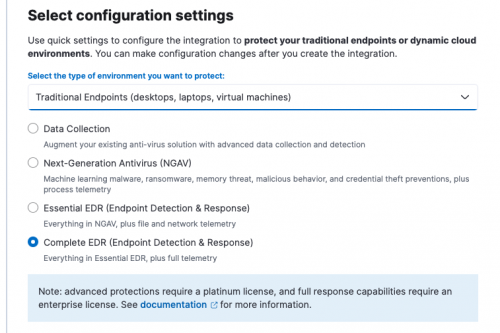 Select configuration settings
Use quick settings to configure the integration to protect your traditional endpoints or dynamic cloud
environments. You can make configuration changes after you create the integration.
Select the type of environment you want to protect:
Traditional Endpoints (desktops, laptops, virtual machines)
Data Collection
Augment your existing anti-virus solution with advanced data collection and detection
Next-Generation Antivirus (NGAV)
Machine learning malware, ransomware, memory threat, malicious behavior, and credential theft preventions, plus
process telemetry
Essential EDR (Endpoint Detection & Response)
Everything in NGAV, plus file and network telemetry
Complete EDR (Endpoint Detection & Response)
Everything in Essential EDR, plus full telemetry
Note: advanced protections require a platinum license, and full response capabilities require an
enterprise license. See documentation for more information.